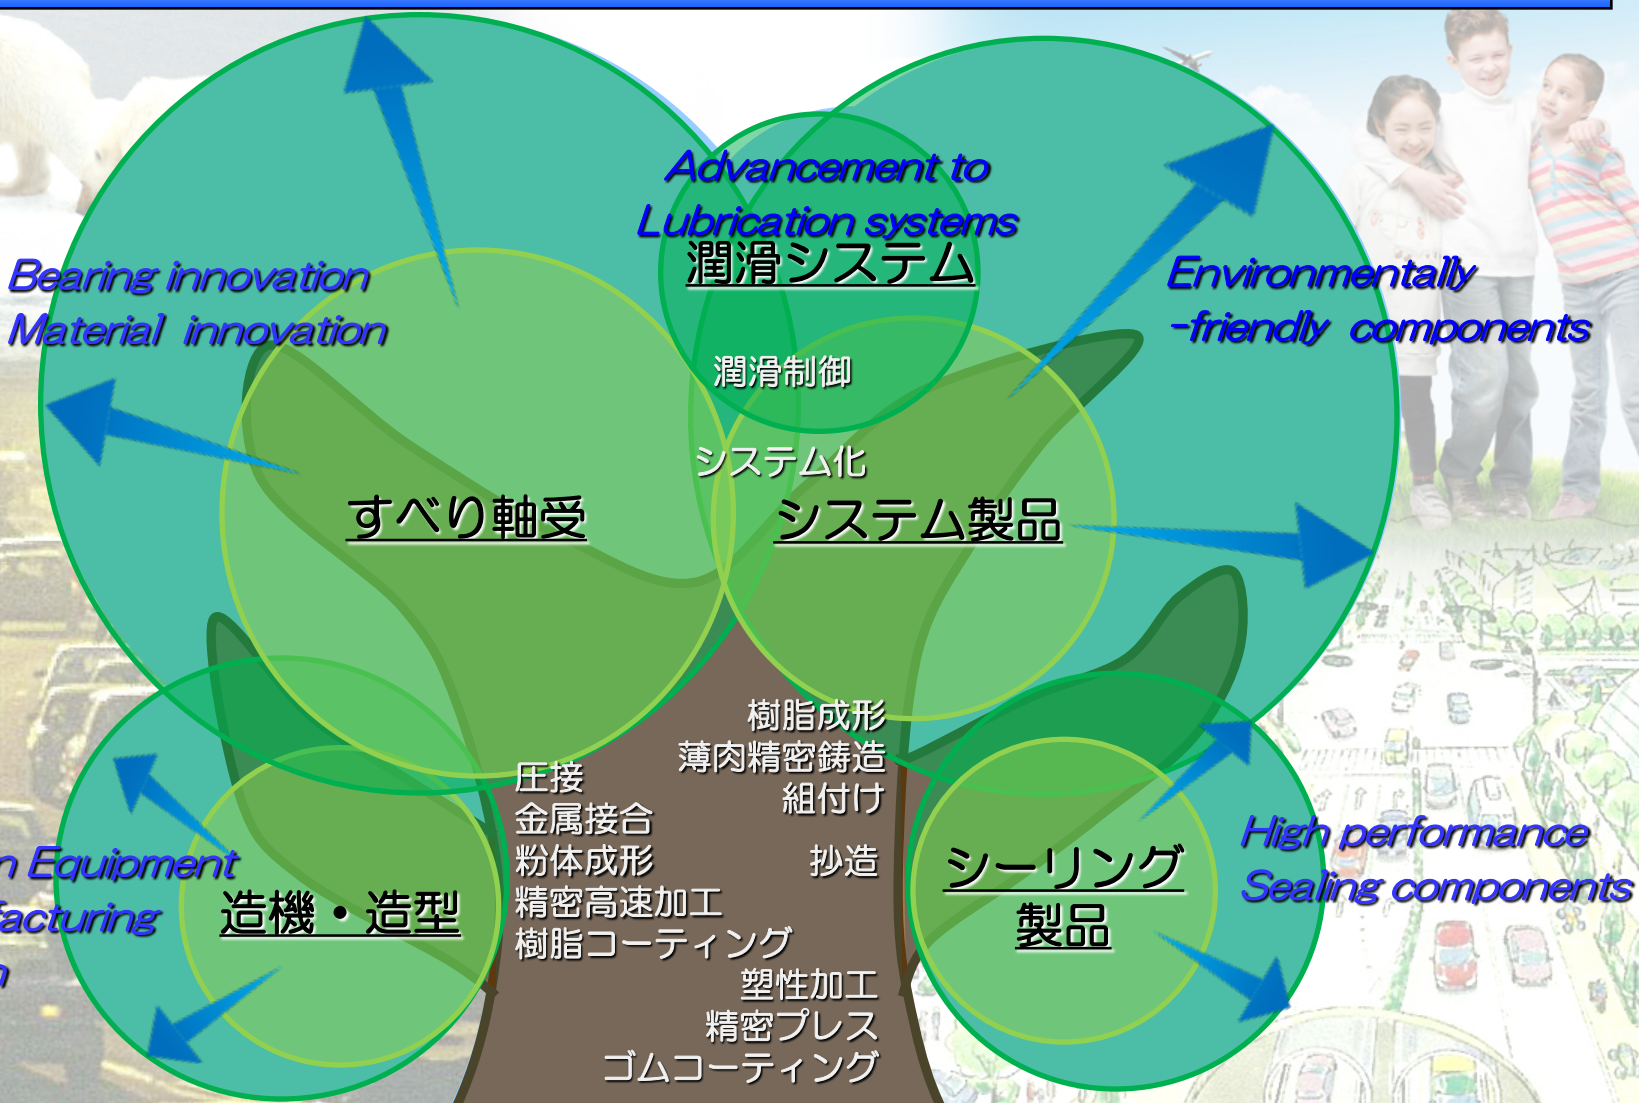 Advancement to
Lubrication systems
潤滑システム
Bearing innovation
Material innovation
Environmentally
-friendly components
潤滑制御
システム化
すべり軸受
システム製品
樹脂成形
薄肉精密鋳造
組付け
抄造
圧接
金属接合
粉体成形
精密高速加工
樹脂コーティング
塑性加工
精密プレス
ゴムコーティング
Equipment
造機・造型
シーリング
製品
High performance
Sealing components